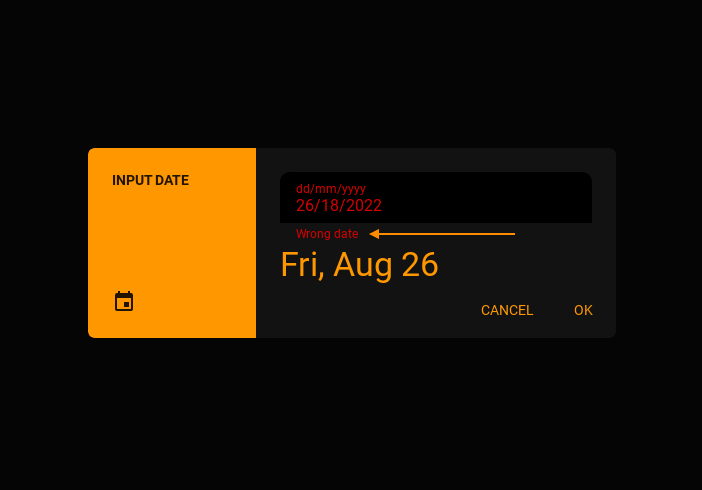 INPUT DATE
dd/mm/yyyy
26/18/2022
Wrong date
Fri, Aug 26
CANCEL OK